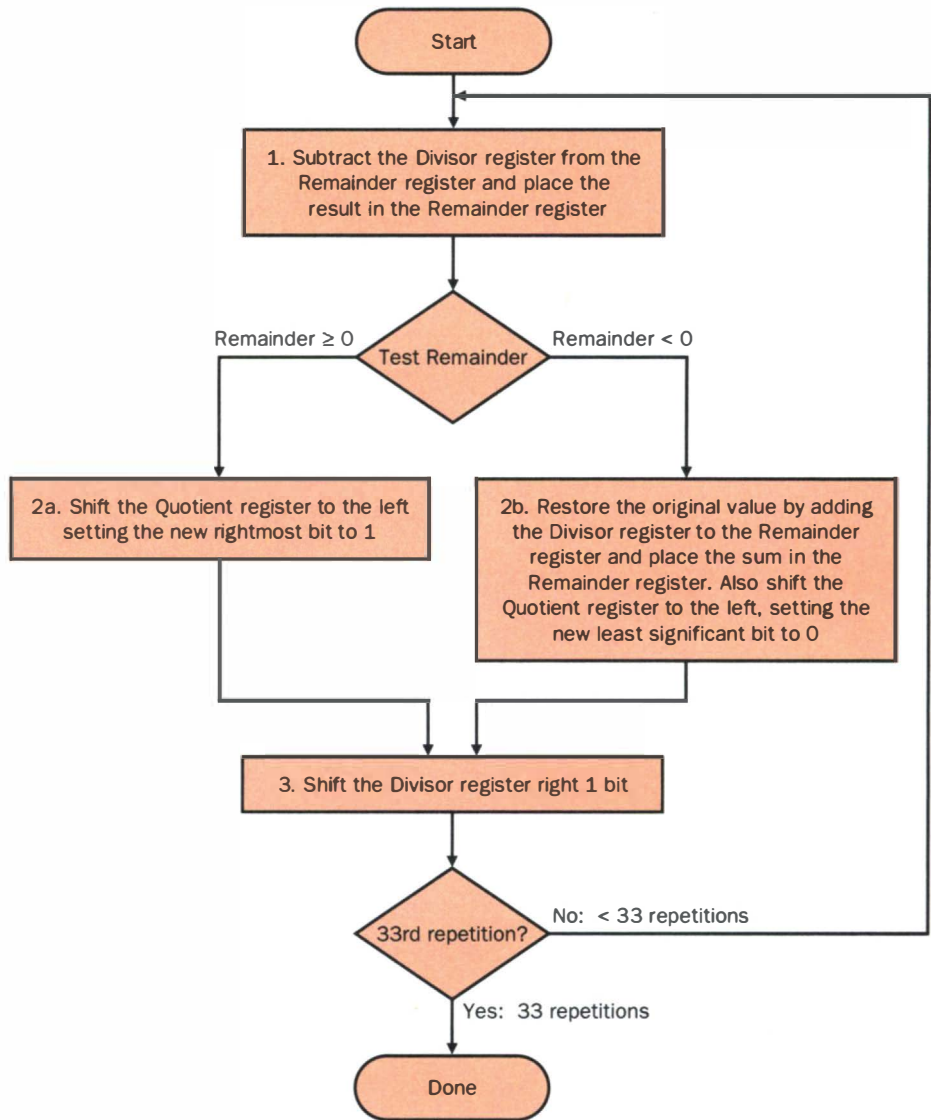 Start
1. Subtract the Divisor register from the
Remainder register and place the
result in the Remainder register
Test Remainder
Remainder ≥ 0
Remainder < 0
2a. Shift the Quotient register to the left
setting the new rightmost bit to 1
2b. Restore the original value by adding
the Divisor register to the Remainder
register and place the sum in the
Remainder register. Also shift the
Quotient register to the left, setting the
new least significant bit to 0
3. Shift the Divisor register right 1 bit
33rd repetition?
No: < 33 repetitions
Yes: 33 repetitions
Done